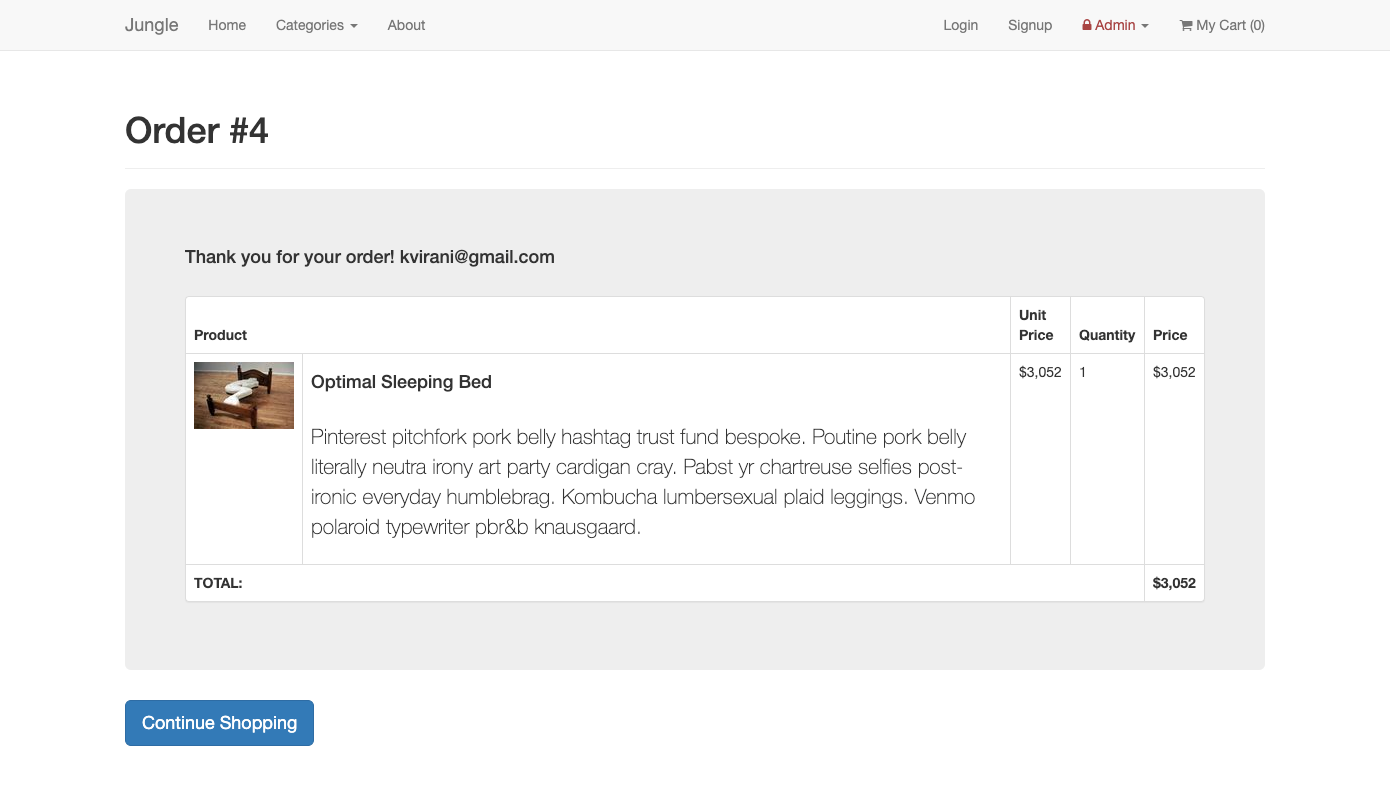 Jungle Home Categories About Login Signup Admin My Cart (0)
Order #4
Thank you for your order! kvirani@gmail.com
Product Unit Price Quantity Price
Optimal Sleeping Bed $3,052 1 $3,052
Pinterest pitchfork pork belly hashtag trust fund bespoke. Poutine pork belly
literally neutra irony art party cardigan cray. Pabst yr chartreuse selfies post-
ironic everyday humblebrag. Kombucha lumbersexual plaid leggings. Venmo
polaroid typewriter pbr&b knausgaard.
TOTAL: $3,052
Continue Shopping